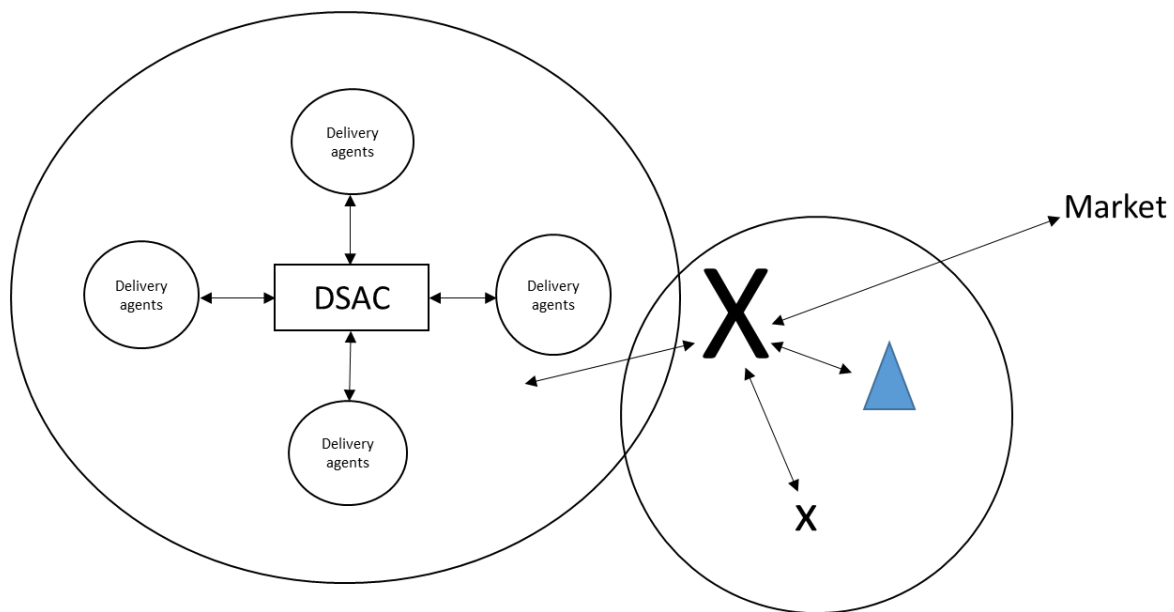 Delivery
agents
Market
Delivery
agents
DSAC
Delivery
agents
X
Delivery
agents
x